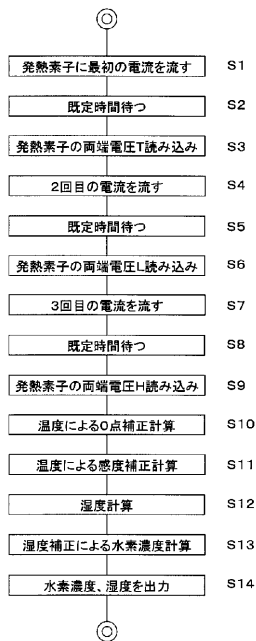 発熱素子に最初の電流を流す S1
既定時間待つ S2
発熱素子の両端電圧T読み込み S3
2回目の電流を流す S4
既定時間待つ S5
発熱素子の両端電圧L読み込み S6
3回目の電流を流す S7
既定時間待つ S8
発熱素子の両端電圧H読み込み S9
温度による0点補正計算 S10
温度による感度補正計算 S11
湿度計算 S12
湿度補正による水素濃度計算 S13
水素濃度、湿度を出力 S14